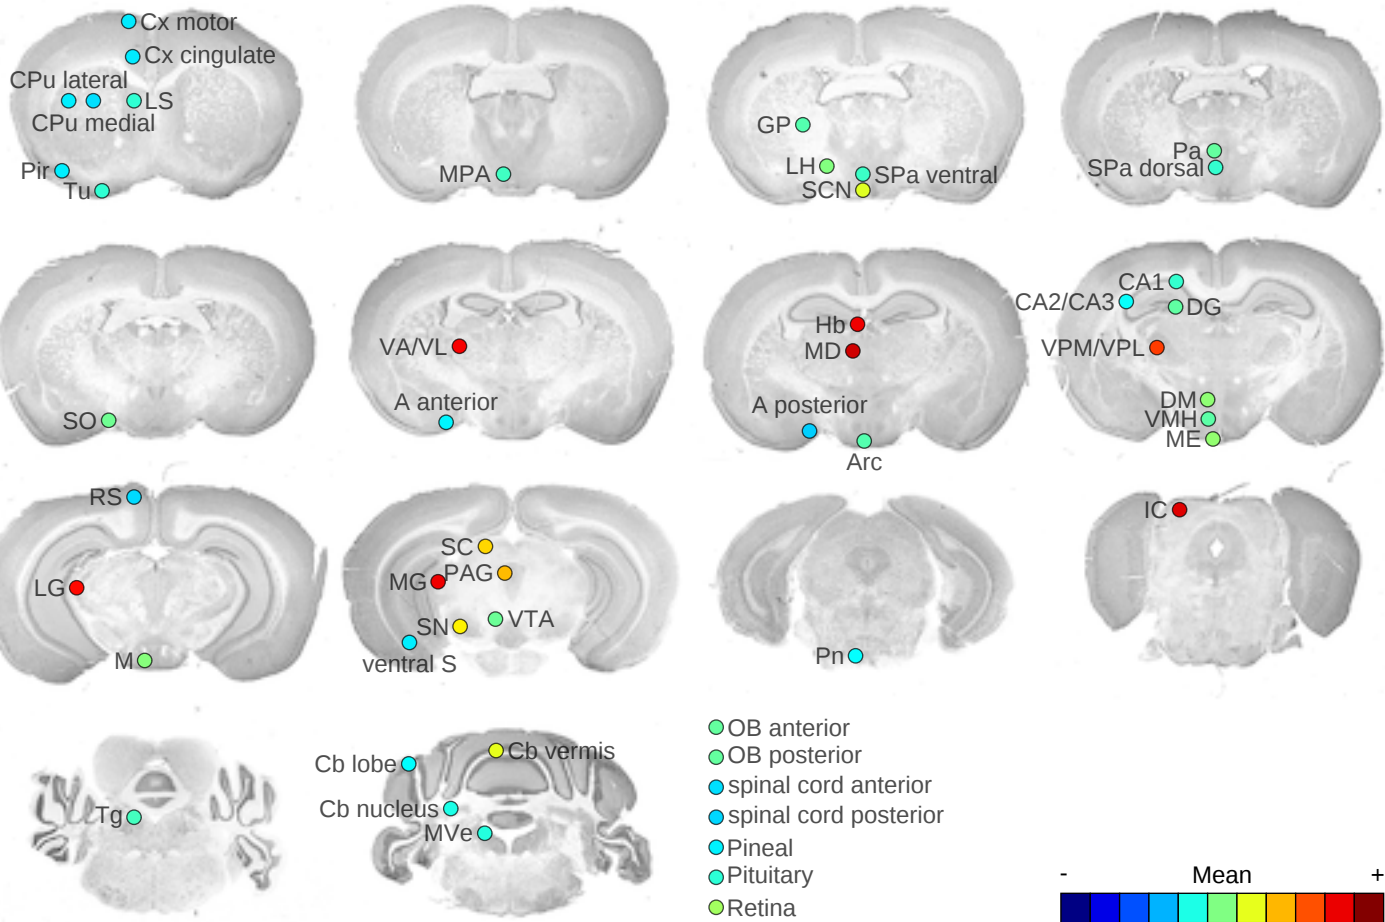 Cx motor
Cx cingulate
CPu lateral
LS
CPu medial
Pir
Tu
MPA
GP
LH
SPa ventral
SCN
Pa
SPa dorsal
SO
VA/VL
A anterior
Hb
MD
A posterior
Arc
CA1
CA2/CA3
DG
VPM/VPL
DM
VMH
ME
RS
LG
M
SC
MG
PAG
SN
VTA
ventral S
Pn
IC
Tg
Cb lobe
Cb vermis
Cb nucleus
MVe
OB anterior
OB posterior
spinal cord anterior
spinal cord posterior
Pineal
Pituitary
Retina
- Mean +